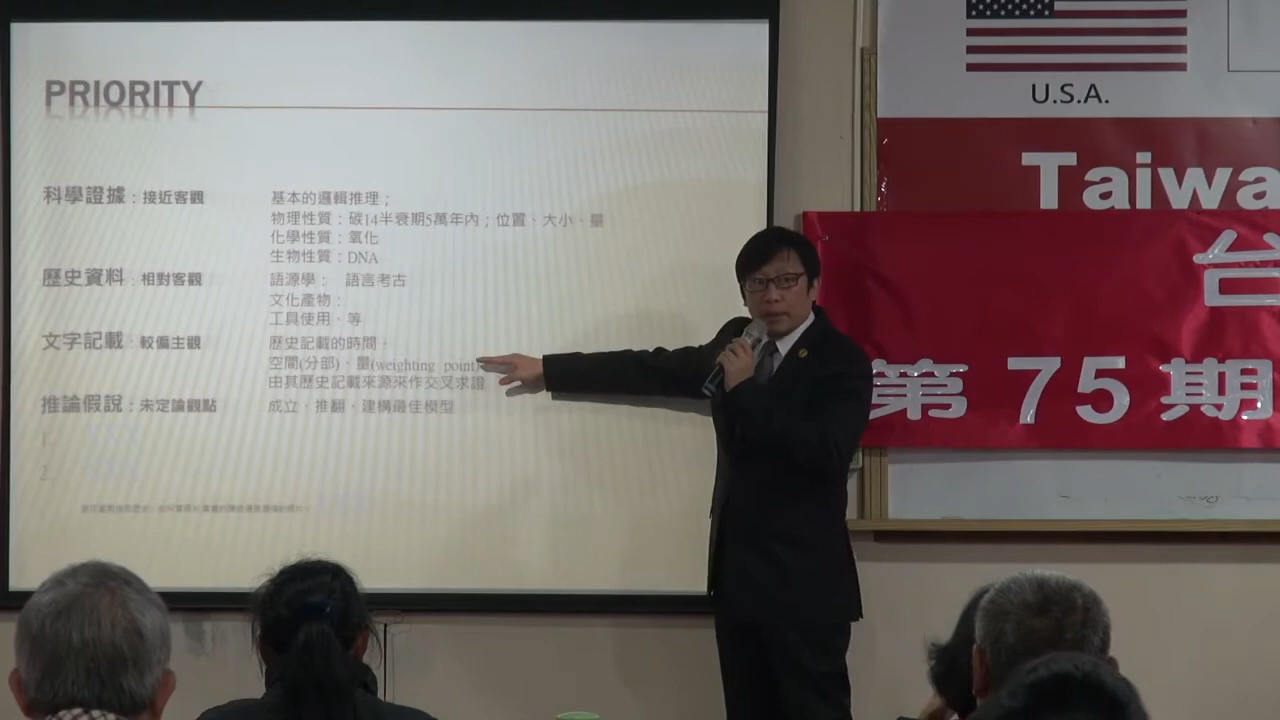 PRIORITY
科學證據：接近客觀 基本的邏輯推理；
物理性質：碳14半衰期5萬年內；位置、大小、量
化學性質：氧化
生物性質：DNA
歷史資料：相對客觀 語源學： 語言考古
文化產物：
工具使用、等
文字記載：較偏主觀 歷史記載的時間、
空間(分部)、量(weighting point)
由其歷史記載來源來作交叉求證
推論假說：未定論觀點 成立、推翻、建構最佳模型
U.S.A.
Taiwa
台
第75期